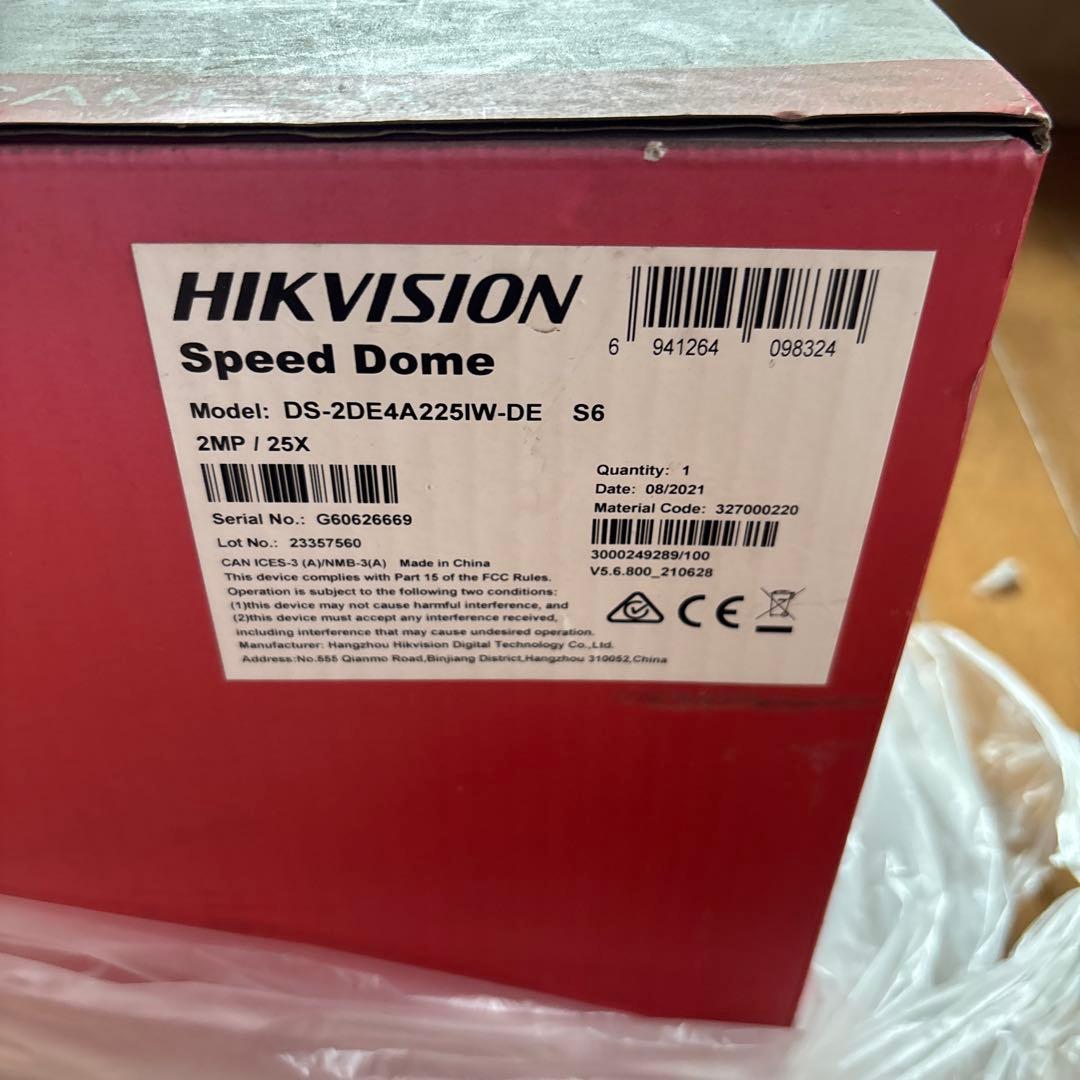 HIKVISION
Speed Dome
6 941264 098324
Model: DS-2DE4A225IW-DE S6
2MP / 25X
Serial No.: G60626669
Lot No.: 23357560
Quantity: 1
Date: 08/2021
Material Code: 327000220
3000249289/100
V5.6.800_210628
CAN ICES-3 (A)/NMB-3(A) Made in China
This device complies with Part 15 of the FCC Rules.
Operation is subject to the following two conditions:
(1)this device may not cause harmful interference, and
(2)this device must accept any interference received,
including interference that may cause undesired operation.
Manufacturer: Hangzhou Hikvision Digital Technology Co.,Ltd.
Address:No.555 Qianmo Road,Binjiang District,Hangzhou 310052,China
CE